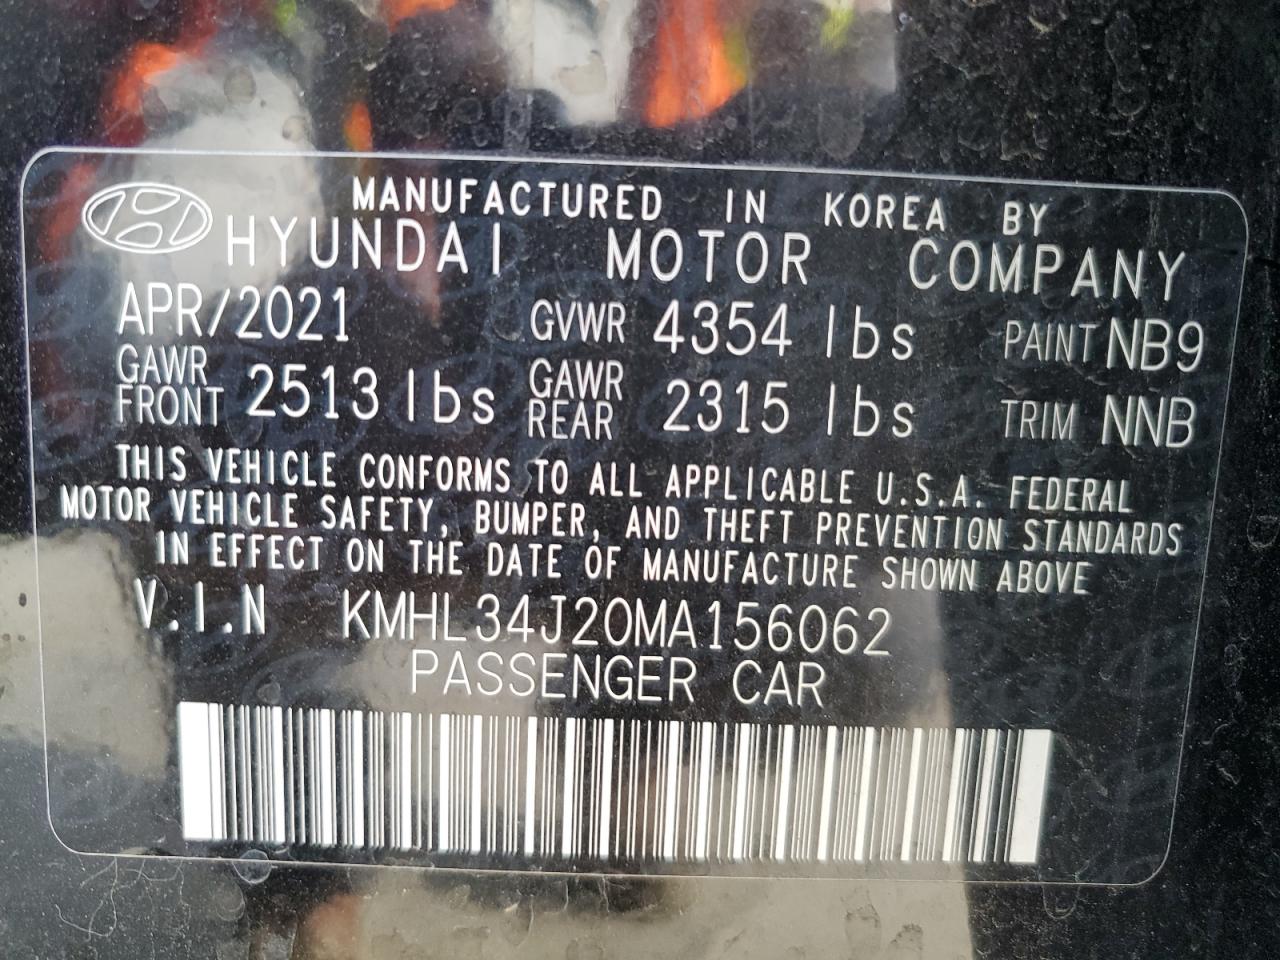 MANUFACTURED IN KOREA BY
HYUNDAI MOTOR COMPANY
APR/2021 GVWR 4354 lbs PAINT NB9
GAWR FRONT 2513 lbs GAWR REAR 2315 lbs TRIM NNB
THIS VEHICLE CONFORMS TO ALL APPLICABLE U.S.A. FEDERAL
MOTOR VEHICLE SAFETY, BUMPER, AND THEFT PREVENTION STANDARDS
IN EFFECT ON THE DATE OF MANUFACTURE SHOWN ABOVE
V.I.N KMHL34J20MA156062
PASSENGER CAR